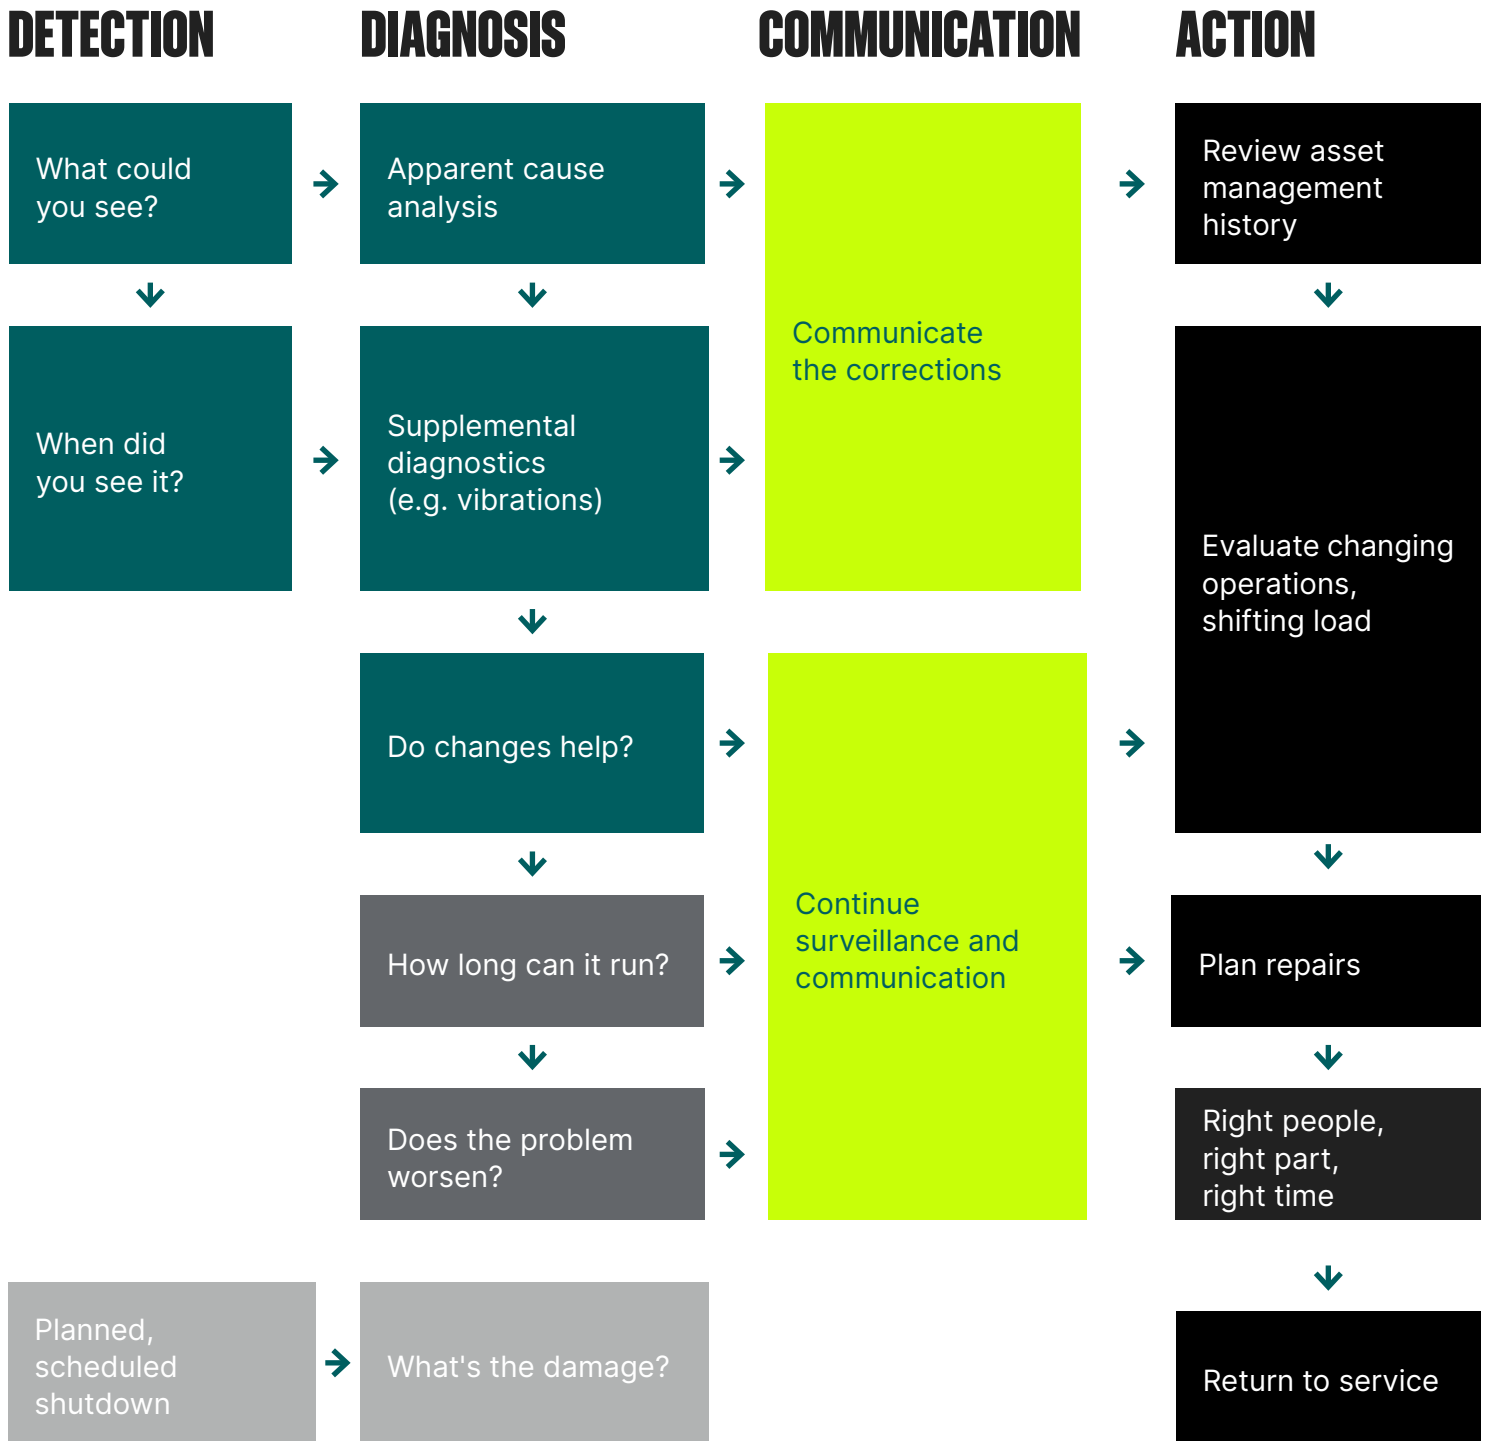 DETECTION
DIAGNOSIS
COMMUNICATION
ACTION
What could
you see?
Apparent cause
analysis
Communicate
the corrections
Review asset
management
history
When did
you see it?
Supplemental
diagnostics
(e.g. vibrations)
Evaluate changing
operations,
shifting load
Do changes help?
Continue
surveillance and
communication
How long can it run?
Plan repairs
Does the problem
worsen?
Right people,
right part,
right time
Planned,
scheduled
shutdown
What's the damage?
Return to service